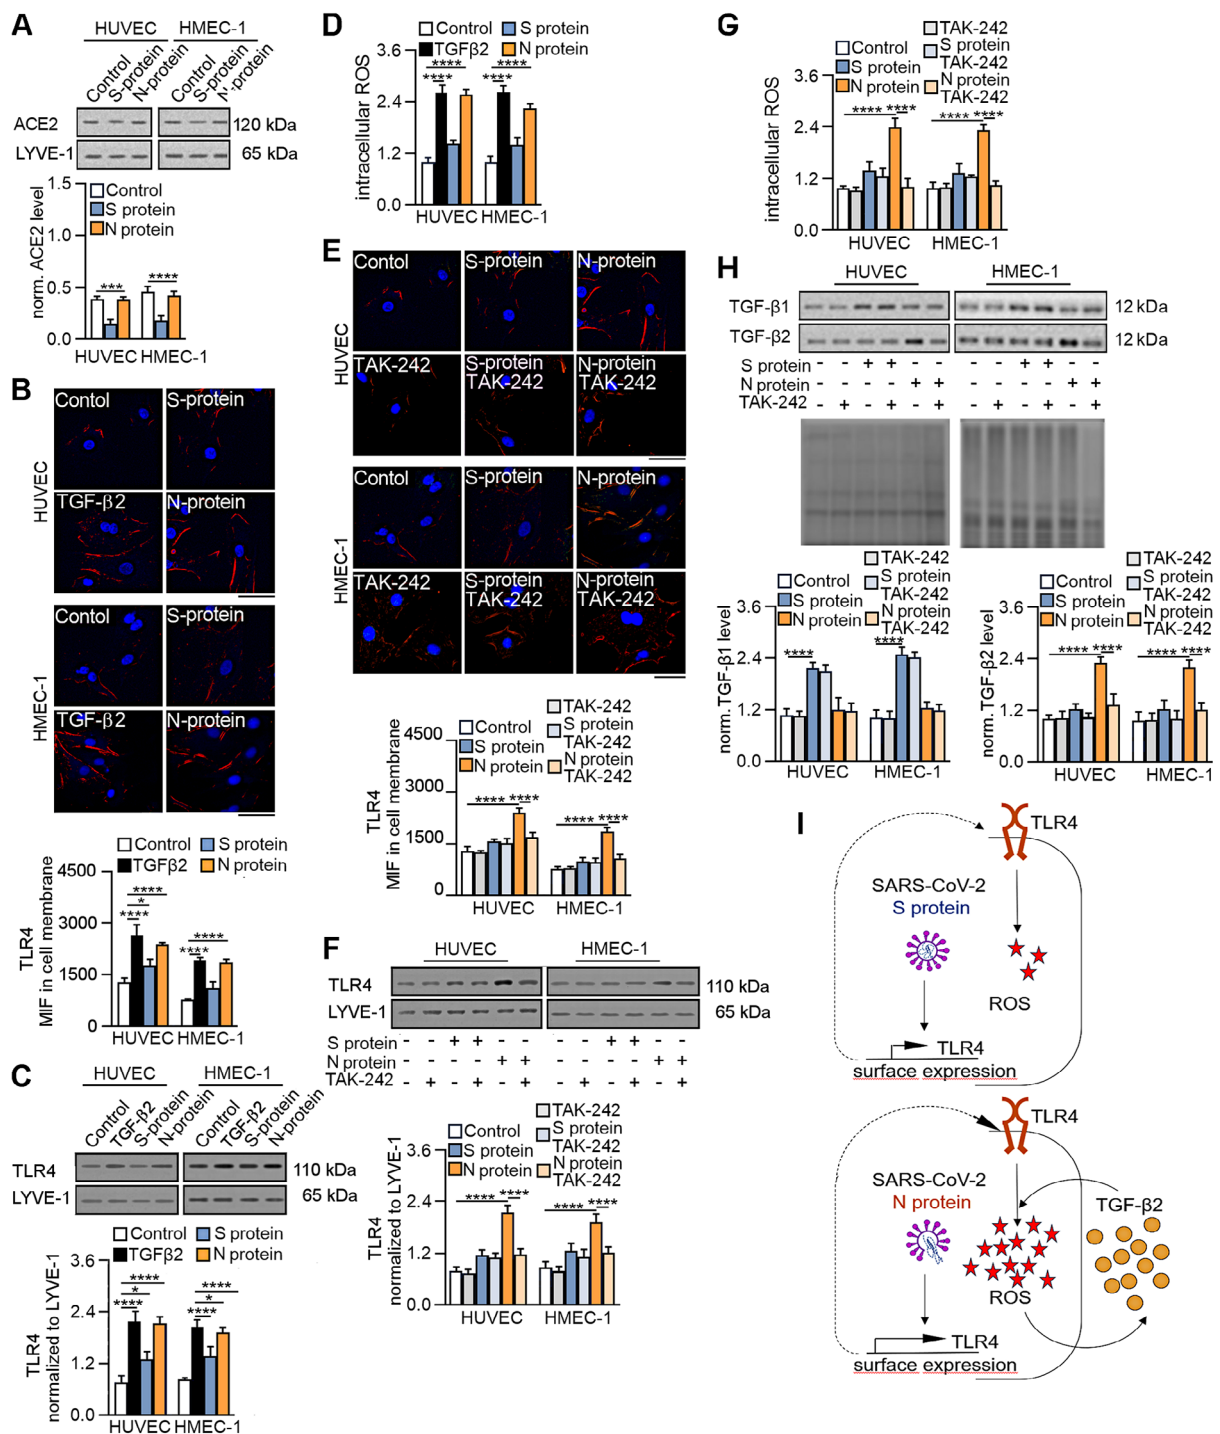 A
HUVEC HMEC-1
Control
S-protein
N-protein
Control
S-protein
N-protein
ACE2 120 kDa
LYVE-1 65 kDa
norm. ACE2 level
1.5
1.0
0.5
0.0
Control
S protein
N protein
*** ****
HUVEC HMEC-1
B
HUVEC
Contol S-protein
TGF-β2 N-protein
HMEC-1
Contol S-protein
TGF-β2 N-protein
Control S protein
TGFβ2 N protein
TLR4
MIF in cell membrane
4500
3000
1500
0
****
*
****
****
****
HUVEC HMEC-1
C
HUVEC HMEC-1
Control
TGF-β2
S-protein
N-protein
Control
TGF-β2
S-protein
N-protein
TLR4 110 kDa
LYVE-1 65 kDa
Control S protein
TGFβ2 N protein
TLR4
normalized to LYVE-1
3.6
2.4
1.2
0.0
****
*
****
****
*
****
HUVEC HMEC-1
D
Control S protein
TGFβ2 N protein
intracellular ROS
3.6
2.4
1.2
0.0
**** ****
**** ****
HUVEC HMEC-1
E
HUVEC
Contol S-protein N-protein
TAK-242 S-protein N-protein
TAK-242 TAK-242
HMEC-1
Contol S-protein N-protein
TAK-242 S-protein N-protein
TAK-242 TAK-242
Control
S protein
N protein
TAK-242
S protein
TAK-242
N protein
TAK-242
TLR4
MIF in cell membrane
4500
3000
1500
0
**** ****
**** ****
HUVEC HMEC-1
F
HUVEC HMEC-1
TLR4 110 kDa
LYVE-1 65 kDa
S protein - - + + - - - - + + - -
N protein - - - - + + - - - - + +
TAK-242 - + - + - + - + - + - +
Control
S protein
N protein
TAK-242
S protein
TAK-242
N protein
TAK-242
TLR4
normalized to LYVE-1
3.6
2.4
1.2
0.0
**** ****
**** ****
HUVEC HMEC-1
G
Control
S protein
N protein
TAK-242
S protein
TAK-242
N protein
TAK-242
intracellular ROS
3.6
2.4
1.2
0.0
**** ****
**** ****
HUVEC HMEC-1
H
HUVEC HMEC-1
TGF-β1 12 kDa
TGF-β2 12 kDa
S protein - - + + - - - - + + - -
N protein - - - - + + - - - - + +
TAK-242 - + - + - + - + - + - +
Control
S protein
N protein
TAK-242
S protein
TAK-242
N protein
TAK-242
norm.TGF-β1 level
3.6
2.4
1.2
0.0
**** ****
HUVEC HMEC-1
Control
S protein
N protein
TAK-242
S protein
TAK-242
N protein
TAK-242
norm.TGF-β2 level
3.6
2.4
1.2
0.0
**** ****
**** ****
HUVEC HMEC-1
I
TLR4
SARS-CoV-2
S protein
ROS
TLR4
surface expression
TLR4
SARS-CoV-2
N protein
TGF-β2
ROS
TLR4
surface expression